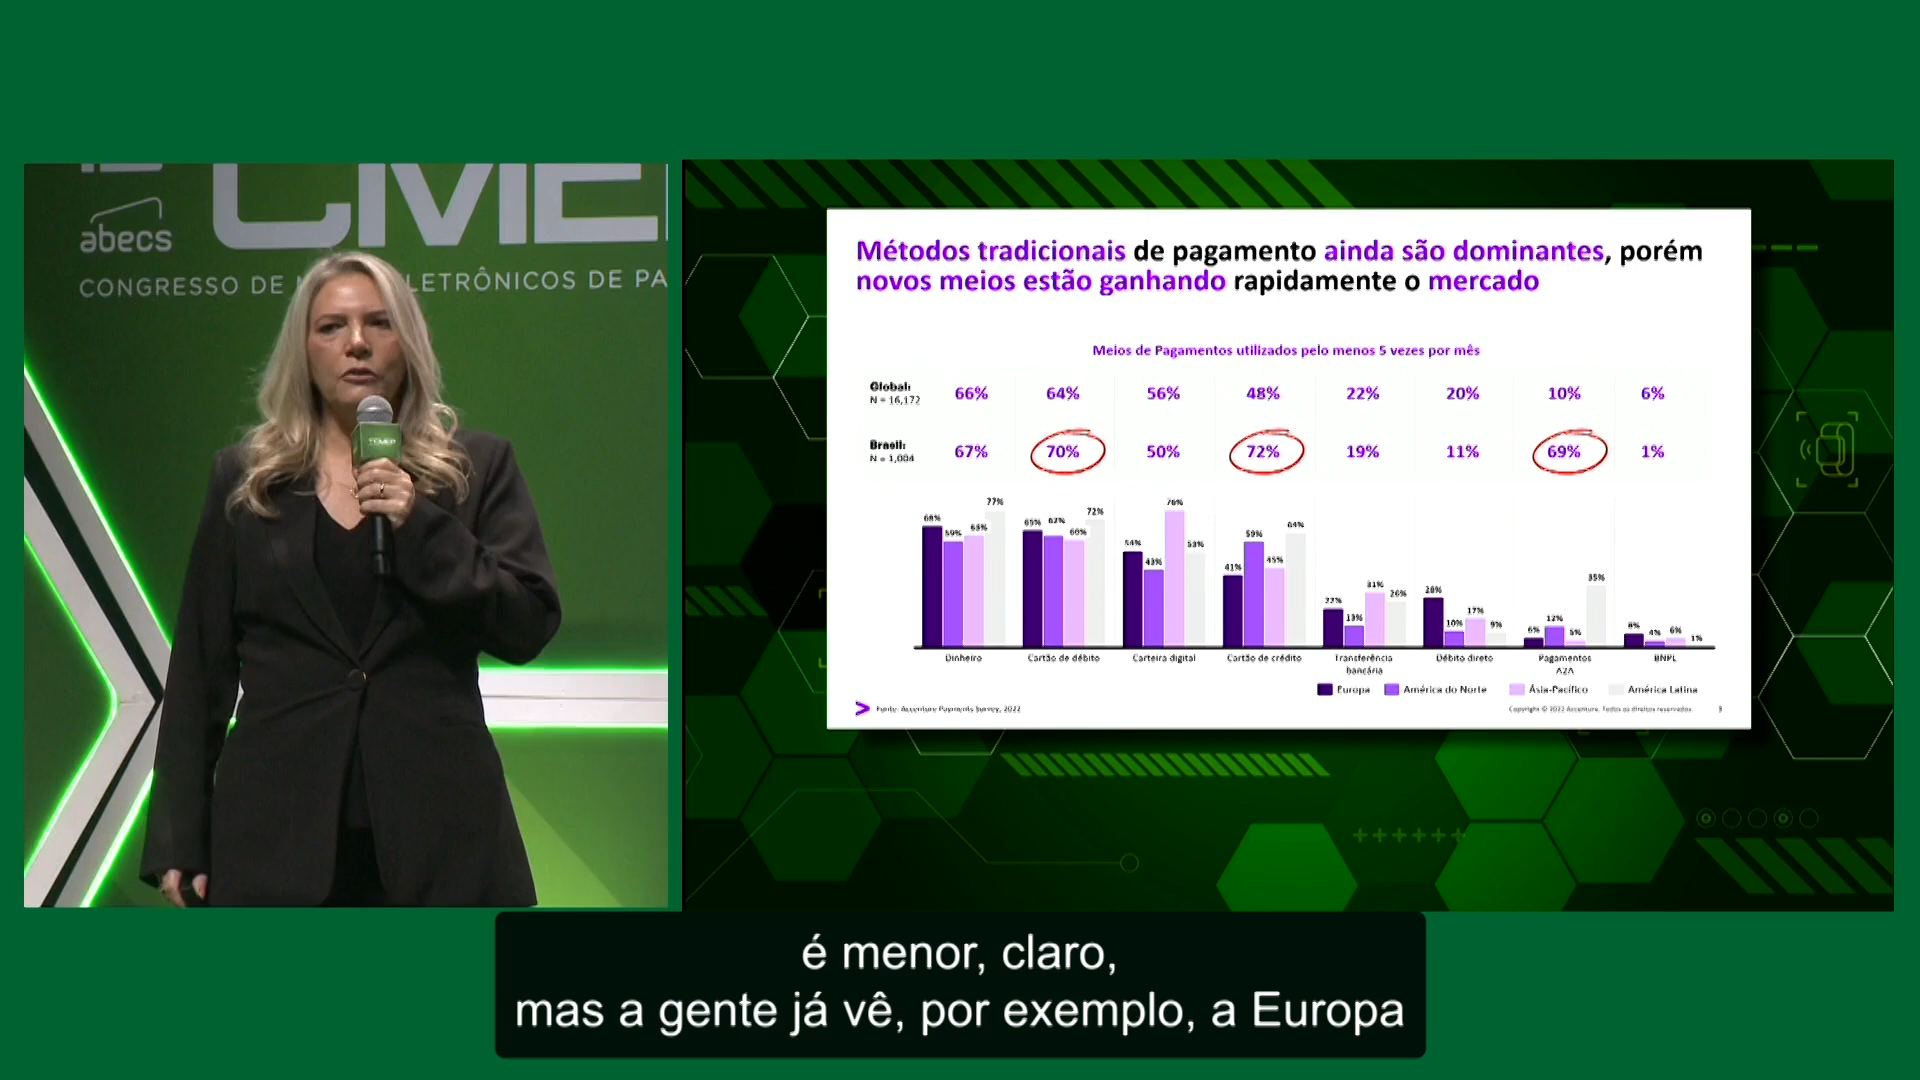 CMEP
abecs
CONGRESSO DE M ELETRÔNICOS DE PA
CMEP
Métodos tradicionais de pagamento ainda são dominantes, porém
novos meios estão ganhando rapidamente o mercado
Meios de Pagamentos utilizados pelo menos 5 vezes por mês
Global:
N = 16,172
66% 64% 56% 48% 22% 20% 10% 6%
Brasil:
N = 1,004
67% 70% 50% 72% 19% 11% 69% 1%
68% 59% 63% 77%
65% 62% 60% 72%
54% 43% 76% 53%
41% 59% 45% 64%
22% 13% 31% 26%
28% 10% 17% 9%
6% 12% 5% 35%
8% 4% 6% 1%
Dinheiro
Cartão de débito
Carteira digital
Cartão de crédito
Transferência
bancária
Débito direto
Pagamentos
A2A
BNPL
Europa América do Norte Ásia-Pacífico América Latina
Fonte: Accenture Payments Survey, 2022
Copyright © 2022 Accenture. Todos os direitos reservados. 9
é menor, claro,
mas a gente já vê, por exemplo, a Europa